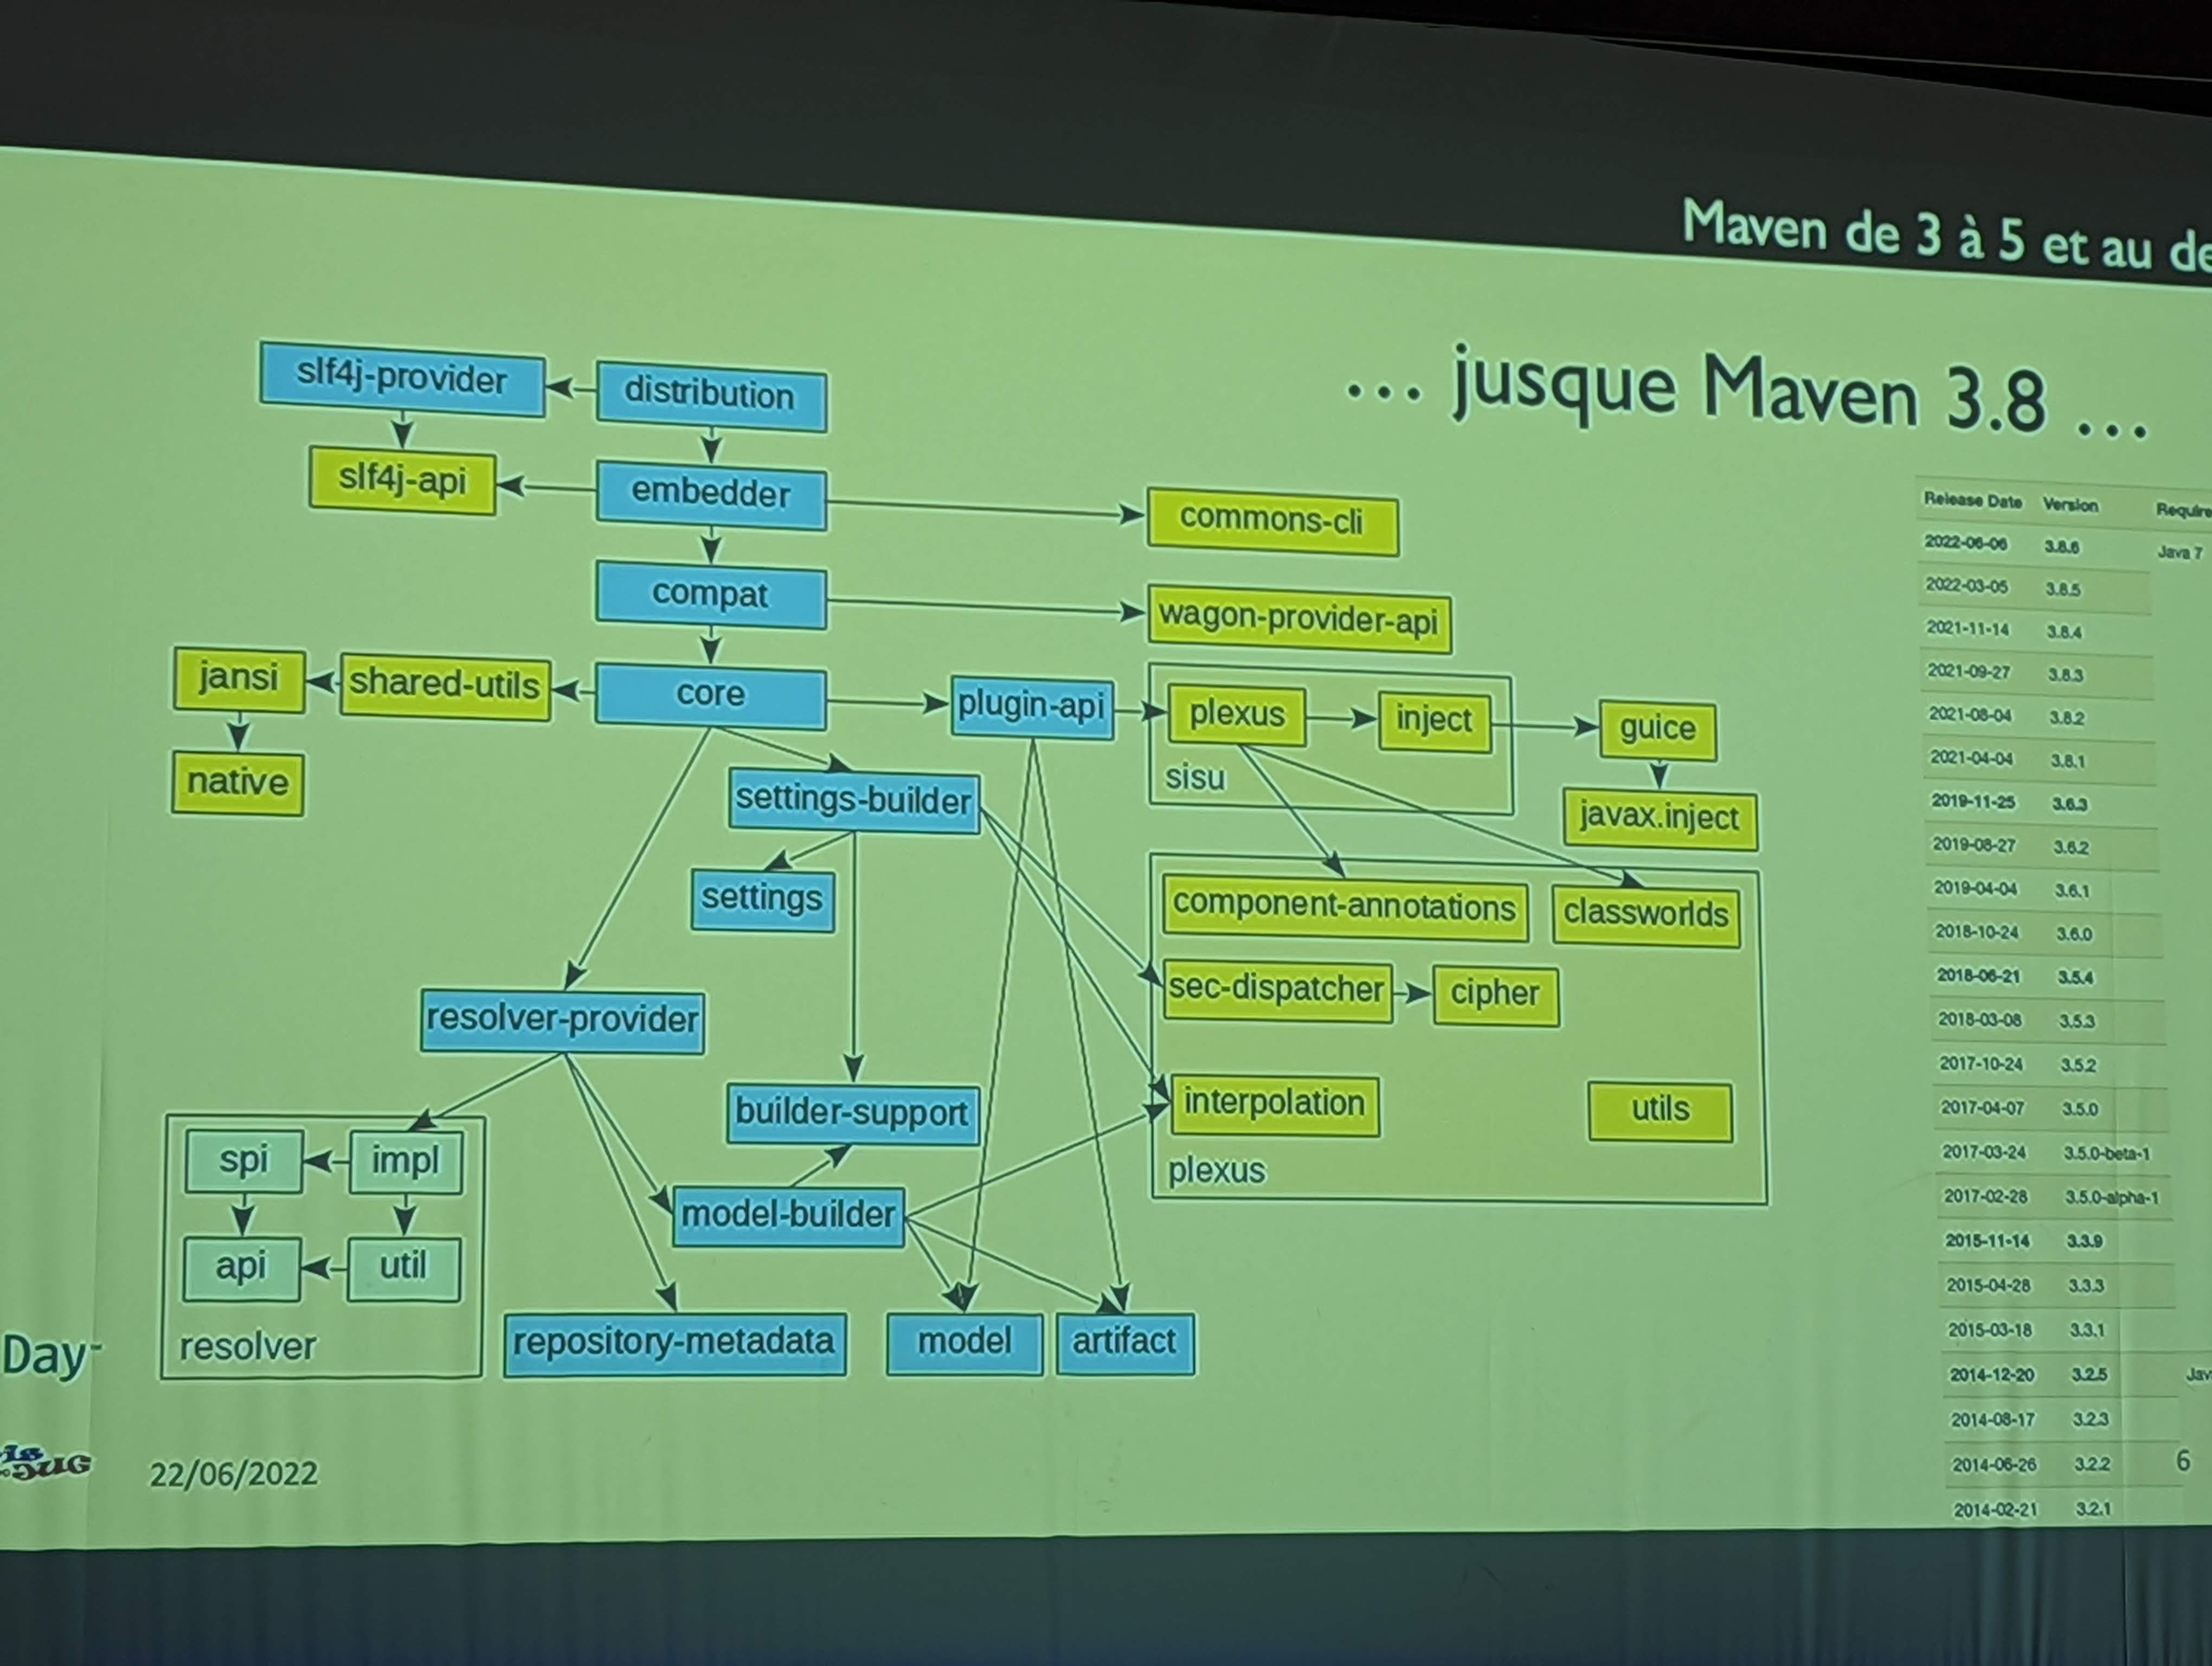 Maven de 3 à 5 et au de
... jusque Maven 3.8 ...
slf4j-provider
distribution
slf4j-api
embedder
commons-cli
compat
wagon-provider-api
jansi
shared-utils
core
plugin-api
plexus
inject
guice
native
settings-builder
sisu
javax.inject
settings
component-annotations
classworlds
sec-dispatcher
cipher
resolver-provider
builder-support
interpolation
utils
spi
impl
plexus
model-builder
api
util
resolver
repository-metadata
model
artifact
Release Date Version Require
2022-06-06 3.8.6 Java 7
2022-03-05 3.8.5
2021-11-14 3.8.4
2021-09-27 3.8.3
2021-08-04 3.8.2
2021-04-04 3.8.1
2019-11-25 3.6.3
2019-08-27 3.6.2
2019-04-04 3.6.1
2018-10-24 3.6.0
2018-06-21 3.5.4
2018-03-08 3.5.3
2017-10-24 3.5.2
2017-04-07 3.5.0
2017-03-24 3.5.0-beta-1
2017-02-28 3.5.0-alpha-1
2015-11-14 3.3.9
2015-04-28 3.3.3
2015-03-18 3.3.1
2014-12-20 3.2.5 Jav
2014-08-17 3.2.3
2014-06-26 3.2.2
2014-02-21 3.2.1
Day
22/06/2022
6